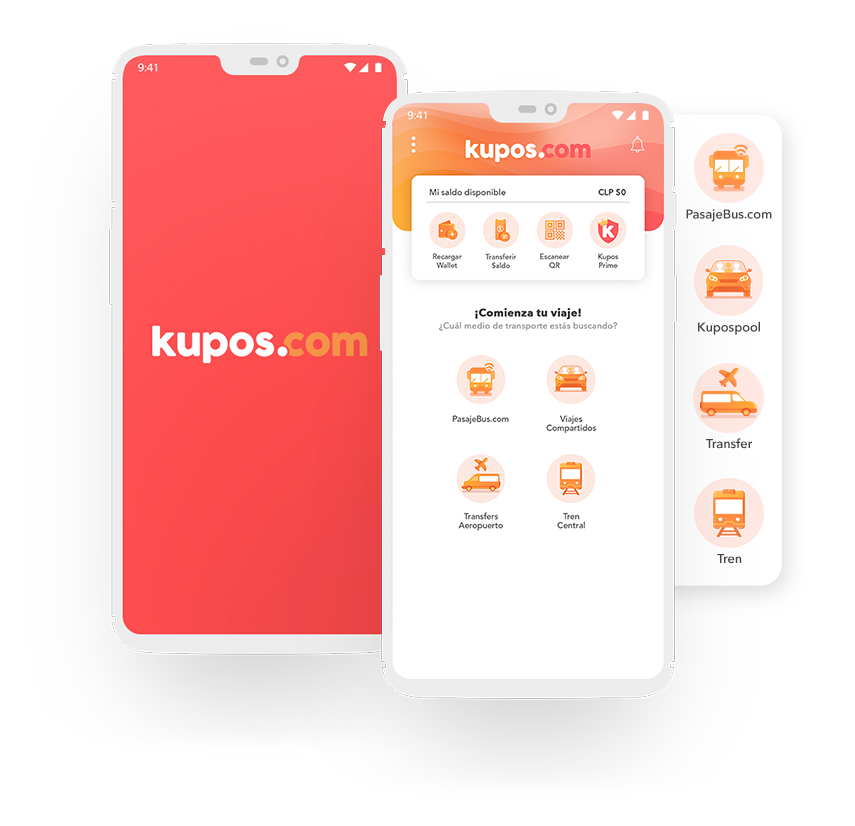 9:41
kupos.com
9:41
kupos.com
Mi saldo disponible CLP $0
Recargar Wallet
Transferir Saldo
Escanear QR
K
Kupos Prime
¡Comienza tu viaje!
¿Cuál medio de transporte estás buscando?
PasajeBus.com
Viajes Compartidos
Transfers Aeropuerto
Tren Central
PasajeBus.com
Kupospool
Transfer
Tren